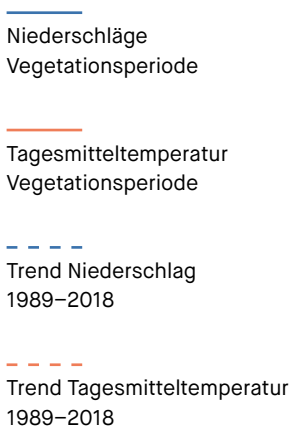 Niederschläge
Vegetationsperiode
Tagesmitteltemperatur
Vegetationsperiode
Trend Niederschlag
1989–2018
Trend Tagesmitteltemperatur
1989–2018